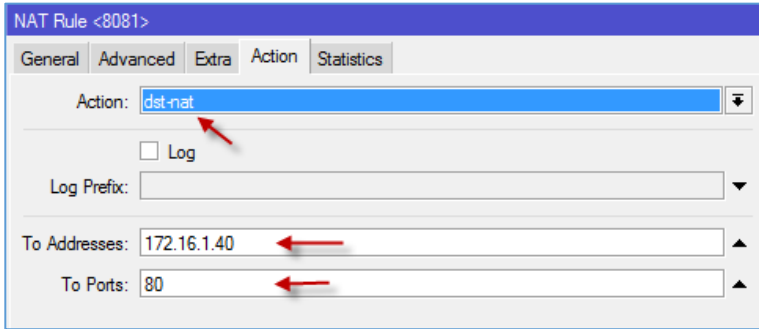 NAT Rule <8081>
General Advanced Extra Action Statistics
Action: dst-nat
Log
Log Prefix:
To Addresses: 172.16.1.40
To Ports: 80